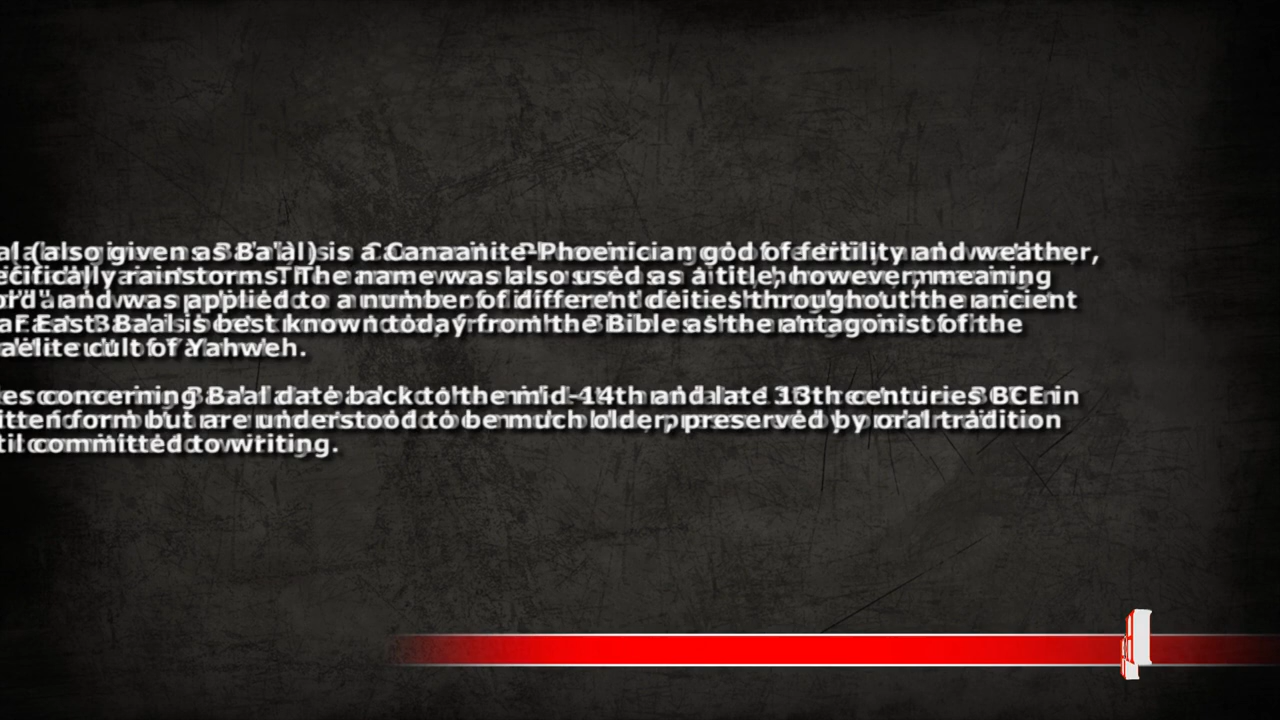 al (also given as Ba'al) is a Canaanite-Phoenician god of fertility and weather,
ecifically rainstorms. The name was also used as a title, however, meaning
ord" and was applied to a number of different deities throughout the ancient
ar East. Baal is best known today from the Bible as the antagonist of the
raelite cult of Yahweh.
es concerning Baal date back to the mid-14th and late 13th centuries BCE in
itten form but are understood to be much older, preserved by oral tradition
til committed to writing.